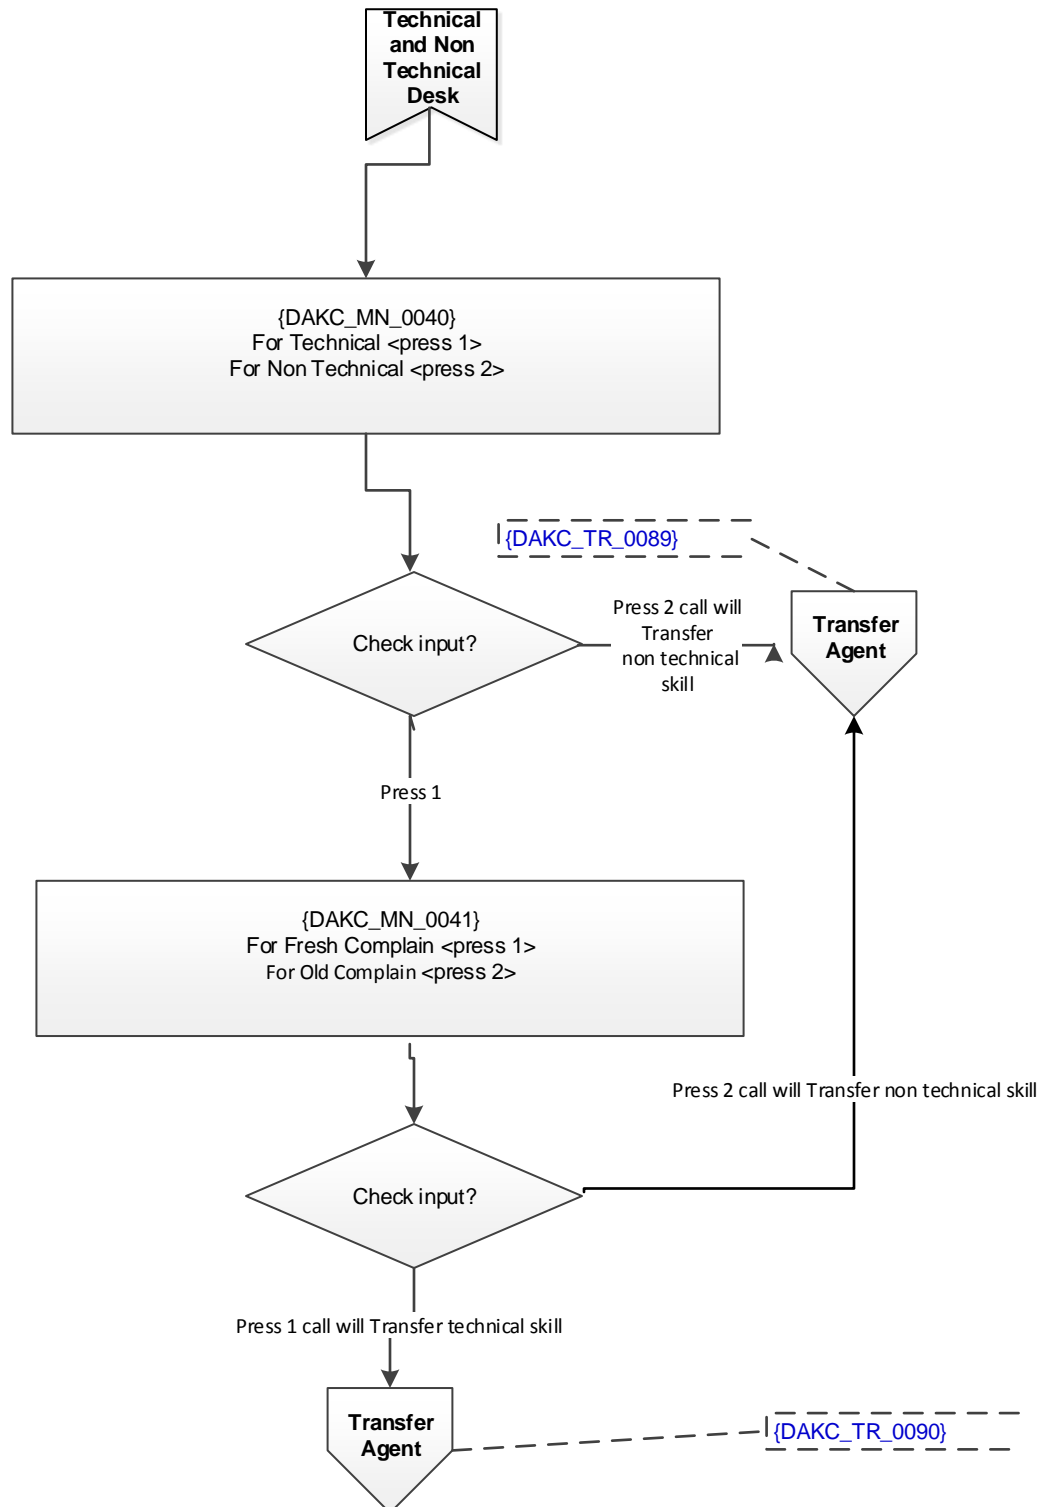 Technical
and Non
Technical
Desk
{DAKC_MN_0040}
For Technical <press 1>
For Non Technical <press 2>
{DAKC_TR_0089}
Check input?
Press 2 call will
Transfer
non technical
skill
Transfer
Agent
Press 1
{DAKC_MN_0041}
For Fresh Complain <press 1>
For Old Complain <press 2>
Press 2 call will Transfer non technical skill
Check input?
Press 1 call will Transfer technical skill
Transfer
Agent
{DAKC_TR_0090}